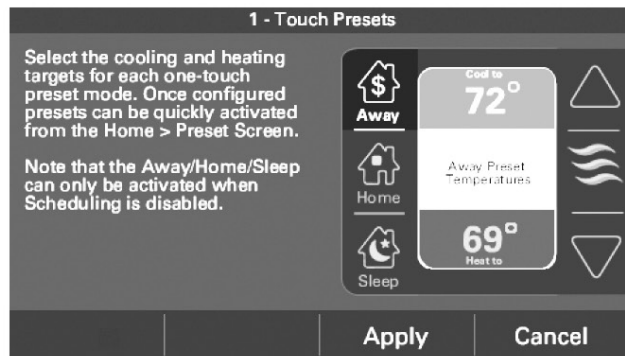 1 - Touch Presets
Select the cooling and heating
targets for each one-touch
preset mode. Once configured
presets can be quickly activated
from the Home > Preset Screen.
Note that the Away/Home/Sleep
can only be activated when
Scheduling is disabled.
$
Away
Home
Sleep
Cool to
72°
Away Preset
Temperatures
69°
Heat to
Apply
Cancel